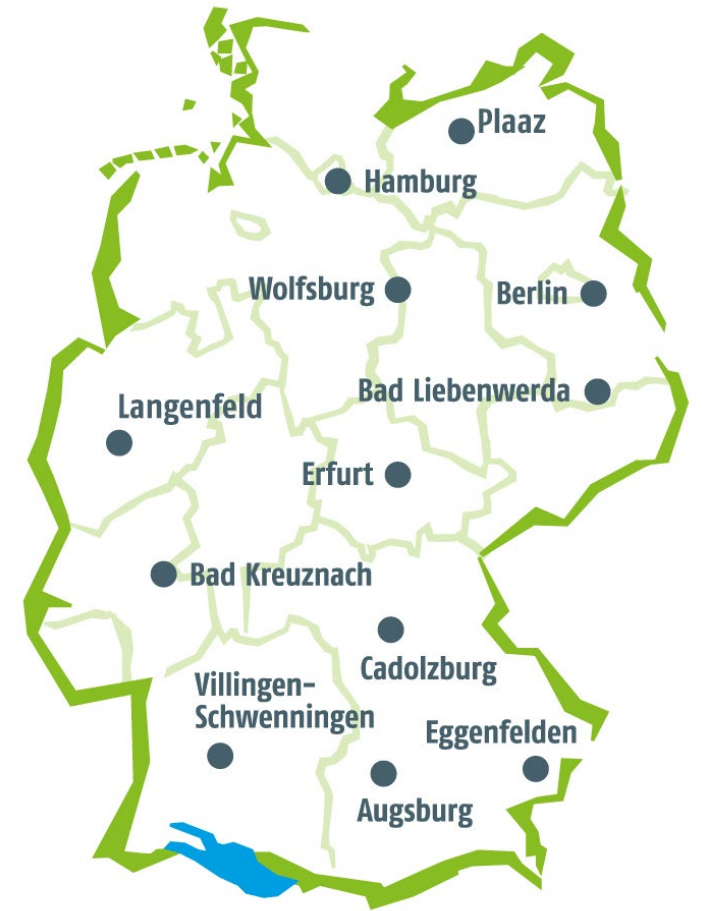 Plaaz
Hamburg
Wolfsburg
Berlin
Bad Liebenwerda
Langenfeld
Erfurt
Bad Kreuznach
Cadolzburg
Villingen-
Schwenningen
Eggenfelden
Augsburg